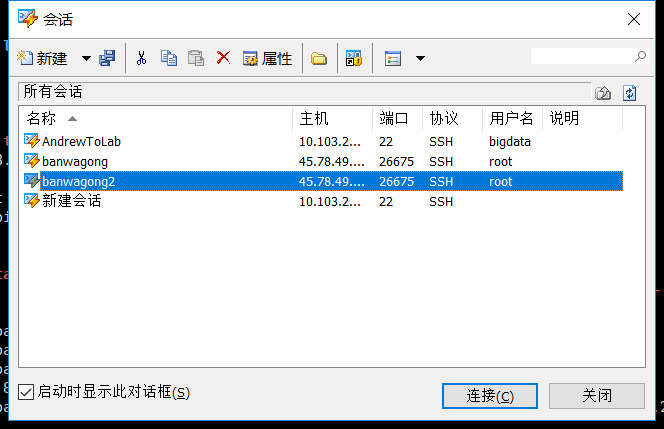 会话
新建 属性
所有会话
名称 主机 端口 协议 用户名 说明
AndrewToLab 10.103.2... 22 SSH bigdata
banwagong 45.78.49.... 26675 SSH root
banwagong2 45.78.49.... 26675 SSH root
新建会话 10.103.2... 22 SSH
启动时显示此对话框(S)
连接(C) 关闭